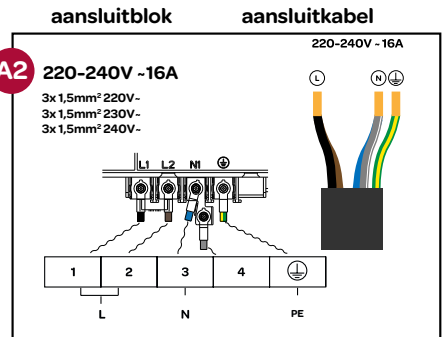 aansluitblok aansluitkabel
A2 220-240V ~16A
3x 1,5mm² 220V~
3x 1,5mm² 230V~
3x 1,5mm² 240V~
220-240V ~ 16A
L N
L1 L2 N1
1 2 3 4
L N PE